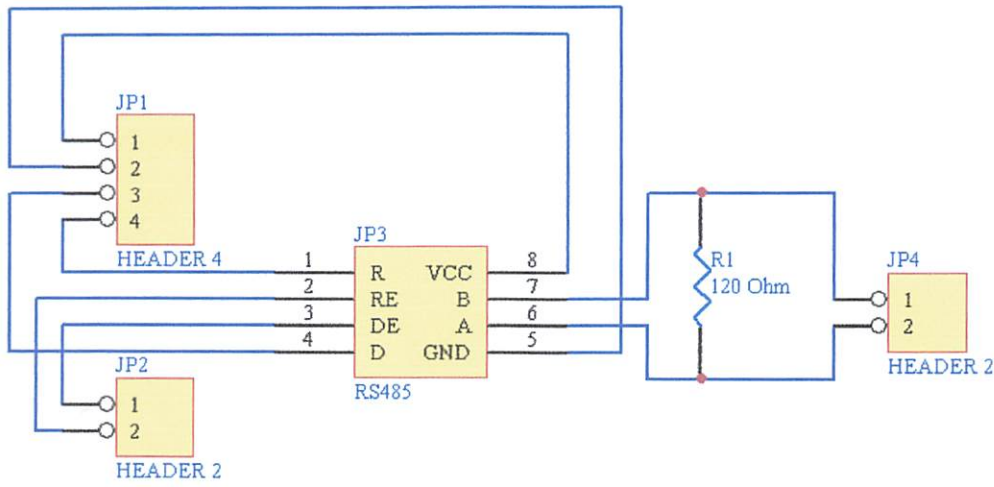 JP1
1
2
3
4
HEADER 4
JP3
1 R VCC 8
2 RE B 7
3 DE A 6
4 D GND 5
RS485
R1
120 Ohm
JP4
1
2
HEADER 2
JP2
1
2
HEADER 2